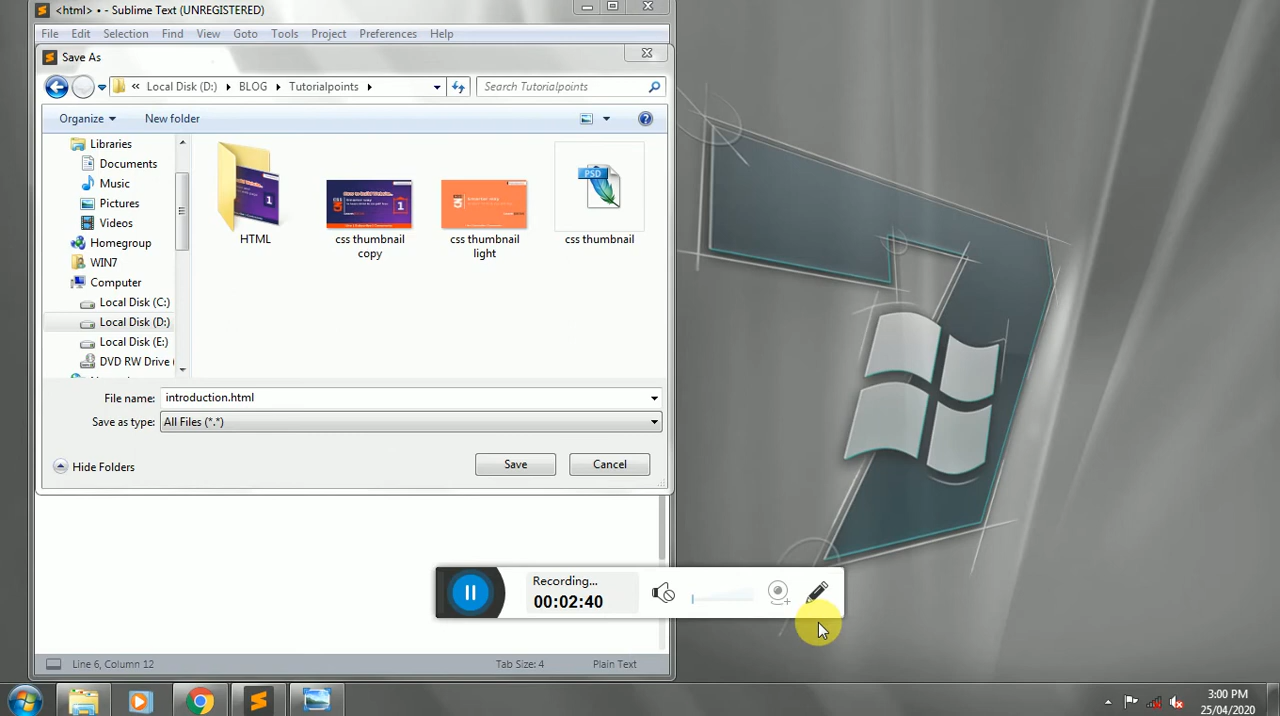 <html> • - Sublime Text (UNREGISTERED)
File Edit Selection Find View Goto Tools Project Preferences Help
Save As
« Local Disk (D:) BLOG Tutorialpoints
Search Tutorialpoints
Organize New folder
Libraries
Documents
Music
Pictures
Videos
Homegroup
WIN7
Computer
Local Disk (C:)
Local Disk (D:)
Local Disk (E:)
DVD RW Drive
HTML
css thumbnail copy
css thumbnail light
PSD
css thumbnail
File name: introduction.html
Save as type: All Files (*.*)
Hide Folders
Save Cancel
Recording...
00:02:40
Line 6, Column 12 Tab Size: 4 Plain Text
3:00 PM
25/04/2020